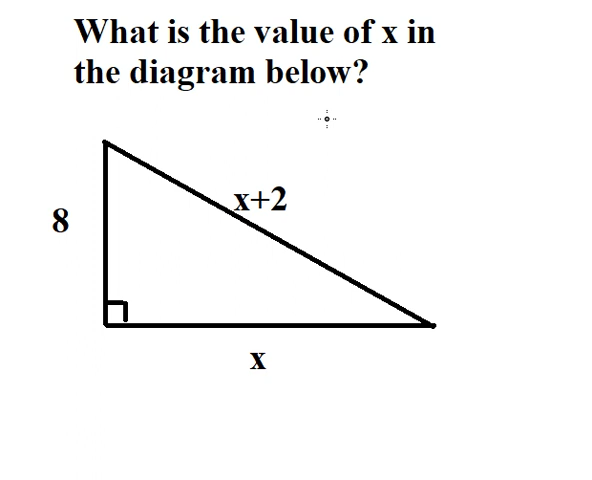 What is the value of x in
the diagram below?
x+2
8
x